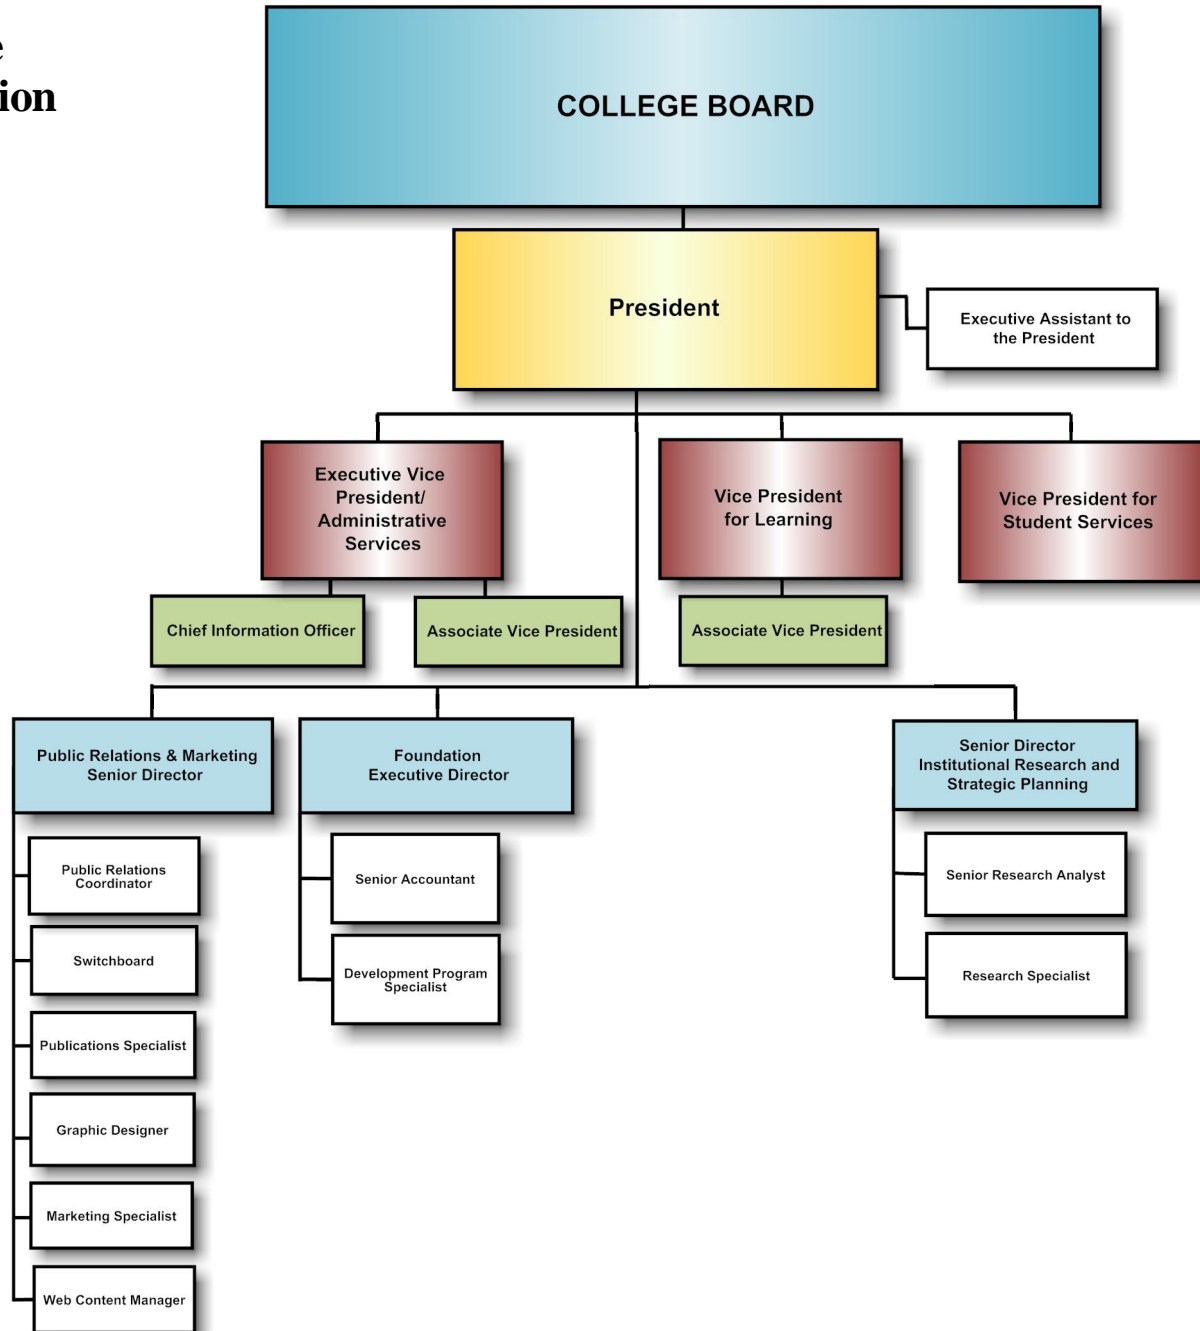 e
ion
COLLEGE BOARD
President
Executive Assistant to
the President
Executive Vice
President/
Administrative
Services
Vice President
for Learning
Vice President for
Student Services
Chief Information Officer
Associate Vice President
Associate Vice President
Public Relations & Marketing
Senior Director
Foundation
Executive Director
Senior Director
Institutional Research and
Strategic Planning
Public Relations
Coordinator
Switchboard
Publications Specialist
Graphic Designer
Marketing Specialist
Web Content Manager
Senior Accountant
Development Program
Specialist
Senior Research Analyst
Research Specialist